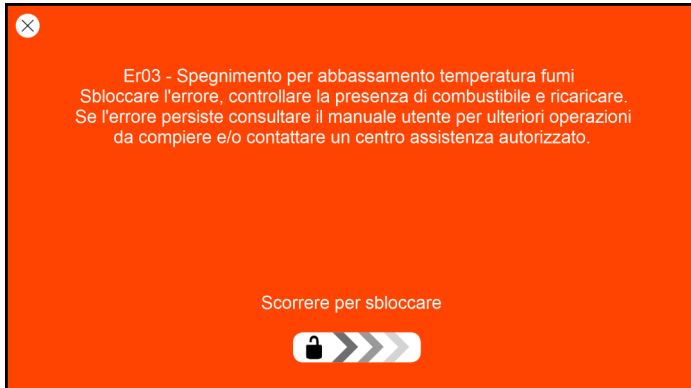 Er03 - Spegnimento per abbassamento temperatura fumi
Sbloccare l'errore, controllare la presenza di combustibile e ricaricare.
Se l'errore persiste consultare il manuale utente per ulteriori operazioni
da compiere e/o contattare un centro assistenza autorizzato.
Scorrere per sbloccare